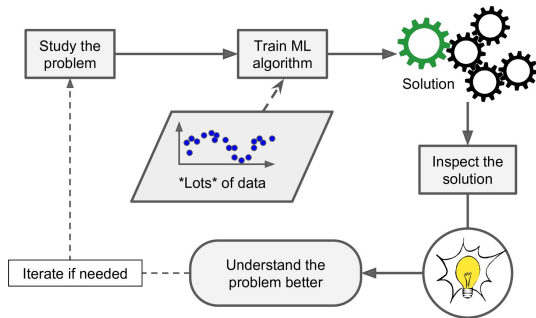 Study the
problem
Train ML
algorithm
Solution
*Lots* of data
Inspect the
solution
Understand the
problem better
Iterate if needed